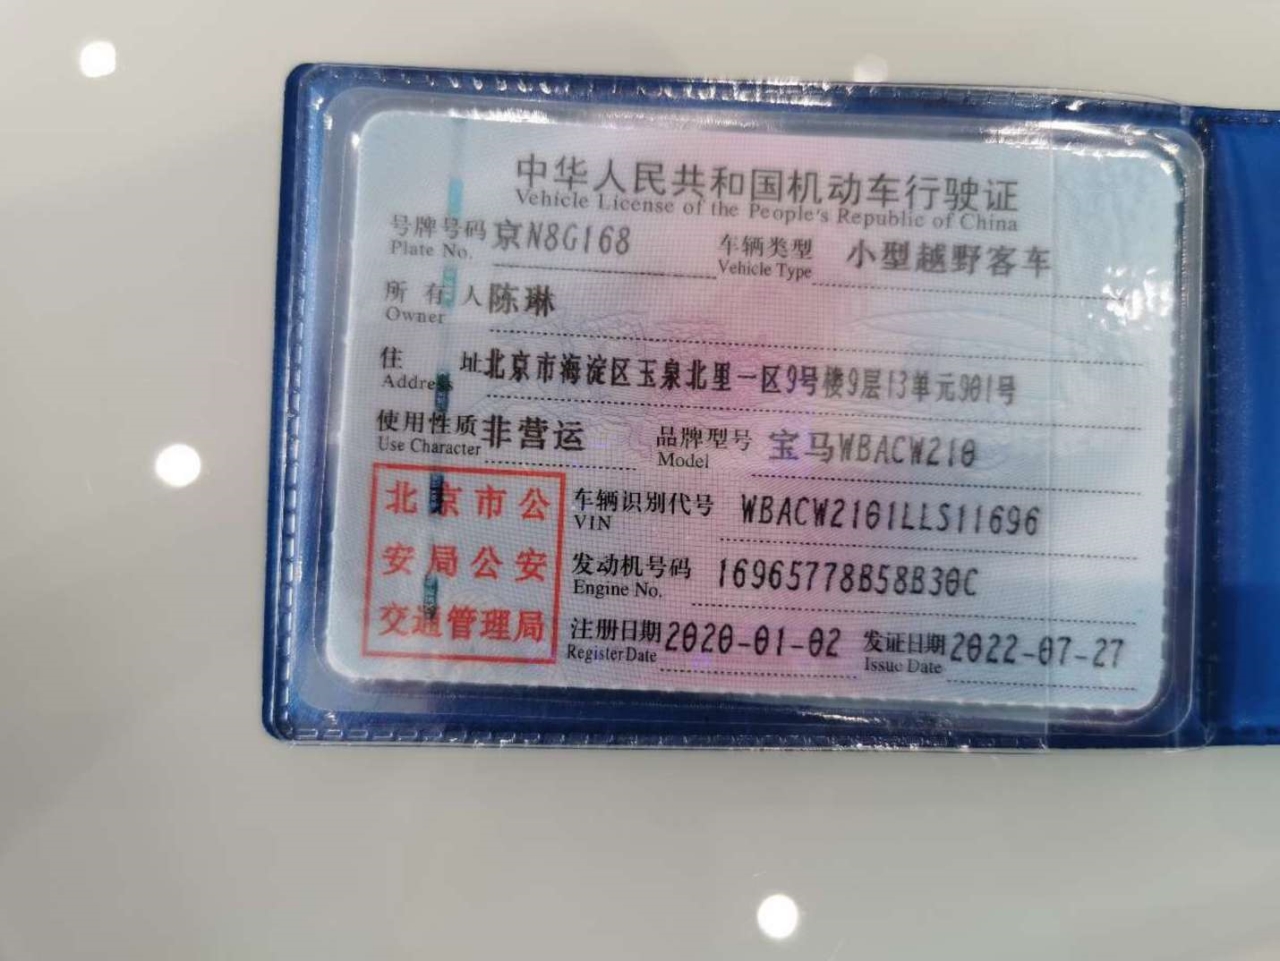 中华人民共和国机动车行驶证
Vehicle License of the People's Republic of China
号牌号码 京N8G168 车辆类型 小型越野客车
Plate No. Vehicle Type
所有人 陈琳
Owner
住址 北京市海淀区玉泉北里一区9号楼9层13单元901号
Address
使用性质 非营运 品牌型号 宝马WBACW210
Use Character Model
北京市公
安局公安
交通管理局
车辆识别代号 WBACW2101LLS11696
VIN
发动机号码 16965778B58B30C
Engine No.
注册日期 2020-01-02 发证日期 2022-07-27
Register Date Issue Date